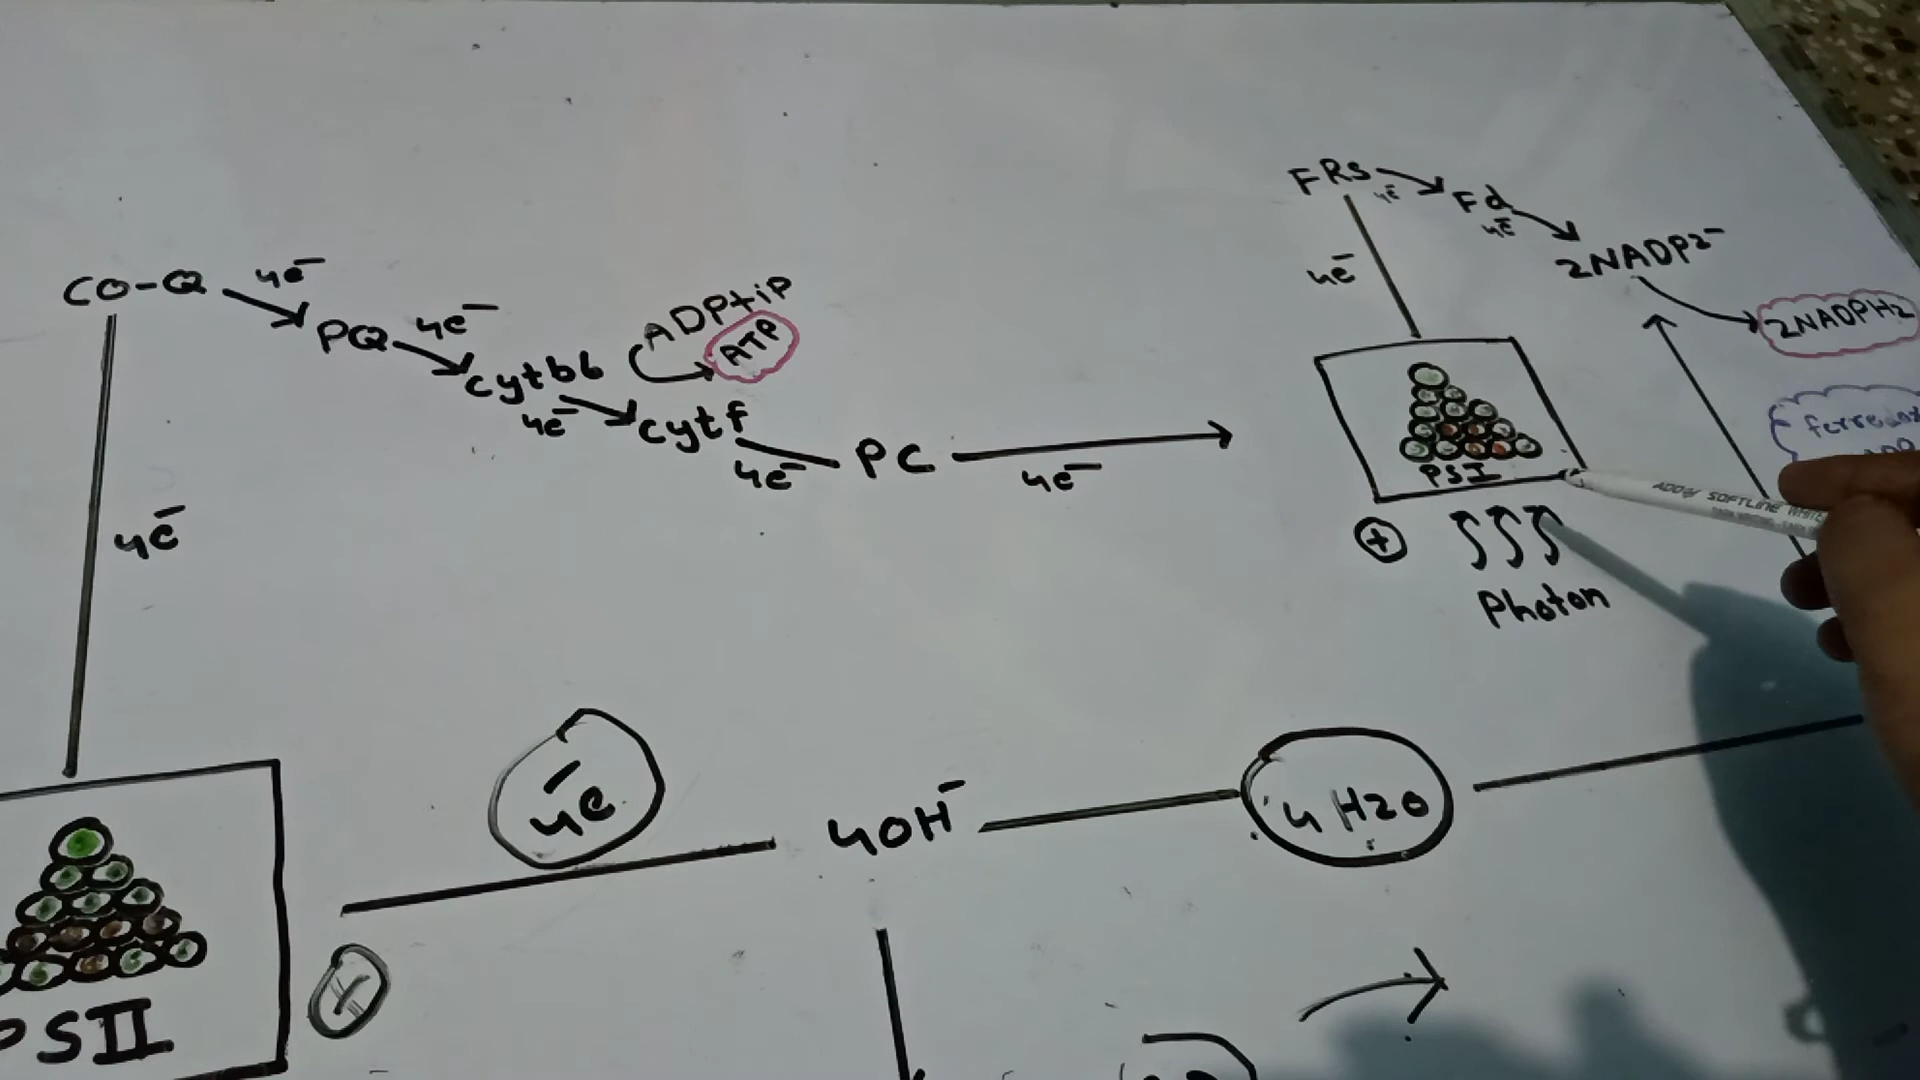 FRS
4e⁻
Fd
4e⁻
2NADP2⁻
4e⁻
2NADPH2
CO-Q
4e⁻
PQ
4e⁻
cytb6
ADP+iP
ATP
4e⁻
cytf
4e⁻
PC
4e⁻
PSI
+
Photon
4e⁻
4e⁻
4OH⁻
4H2O
PSII
ADD SOFTLINE WHITE